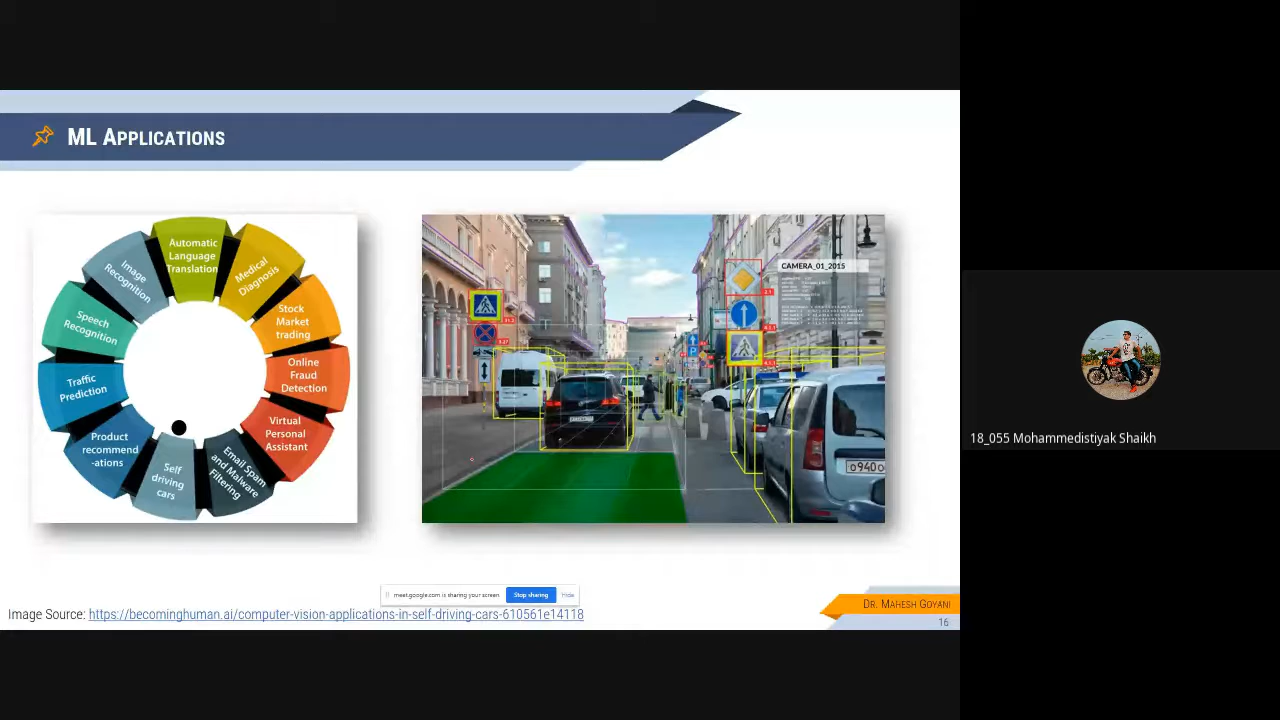 ML Applications
Automatic
Language
Translation
Medical
Diagnosis
Stock
Market
trading
Online
Fraud
Detection
Virtual
Personal
Assistant
Email Spam
and Malware
Filtering
Self
driving
cars
Product
recommend
-ations
Traffic
Prediction
Speech
Recognition
Image
Recognition
CAMERA_01_2015
P
18_055 Mohammedistiyak Shaikh
meet.google.com is sharing your screen
Stop sharing
Hide
Image Source: https://becominghuman.ai/computer-vision-applications-in-self-driving-cars-610561e14118
Dr. Mahesh Goyani
16